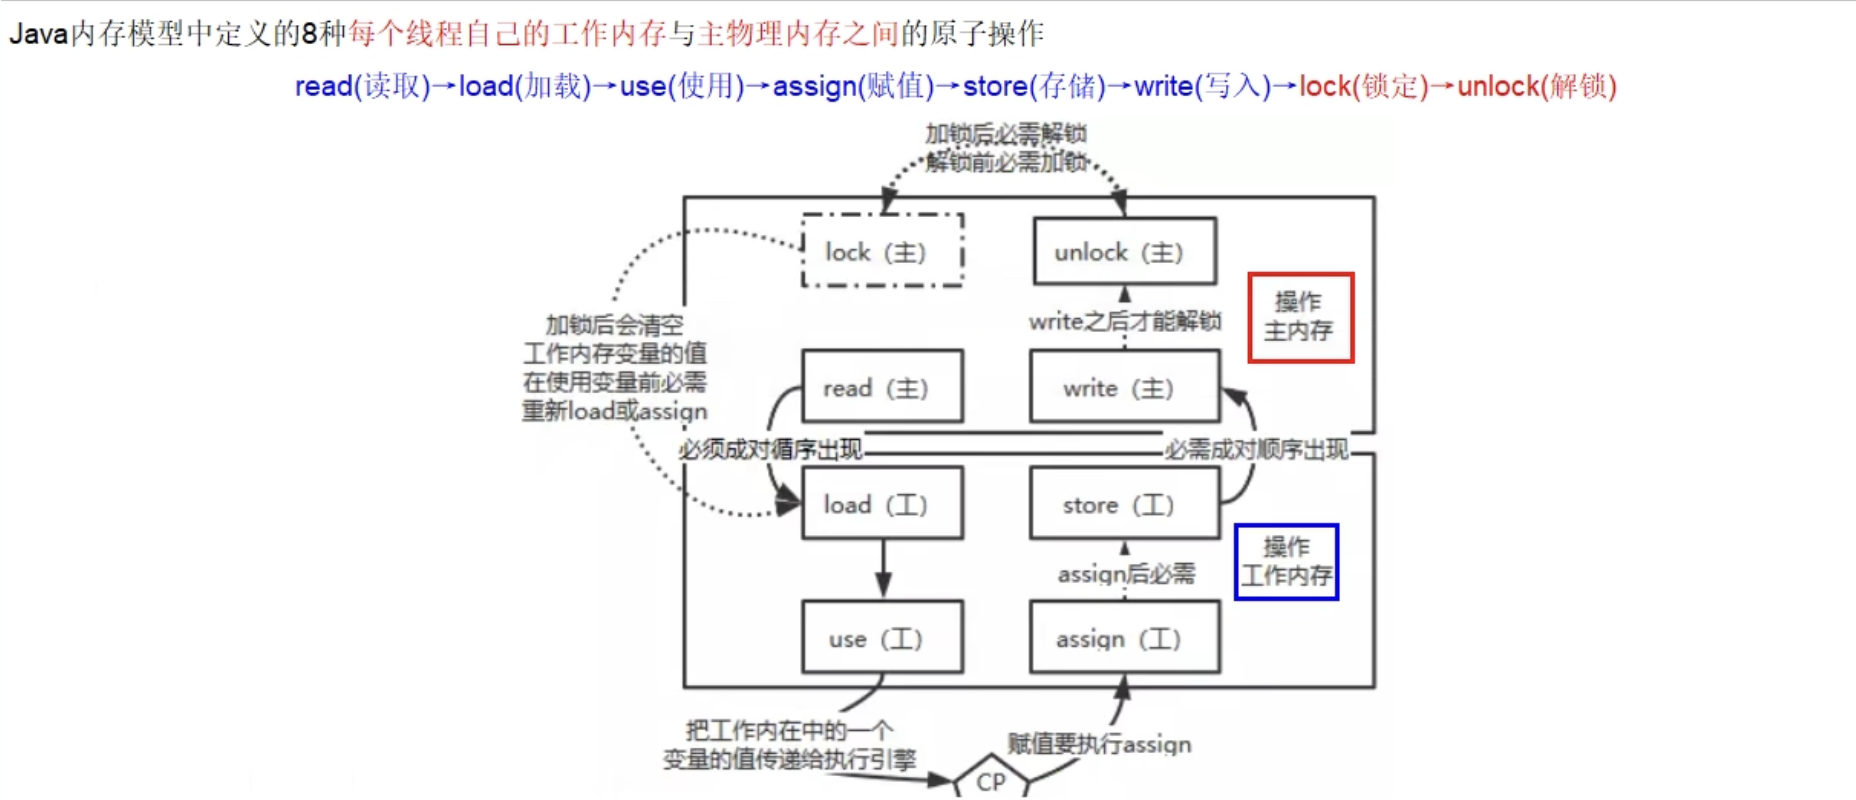 Java内存模型中定义的8种每个线程自己的工作内存与主物理内存之间的原子操作
read(读取)→load(加载)→use(使用)→assign(赋值)→store(存储)→write(写入)→lock(锁定)→unlock(解锁)
加锁后必需解锁
解锁前必需加锁
lock（主）
unlock（主）
操作
主内存
write之后才能解锁
加锁后会清空
工作内存变量的值
在使用变量前必需
重新load或assign
read（主）
write（主）
必须成对循序出现
必需成对顺序出现
load（工）
store（工）
操作
工作内存
assign后必需
use（工）
assign（工）
把工作内在中的一个
变量的值传递给执行引擎
赋值要执行assign
CP